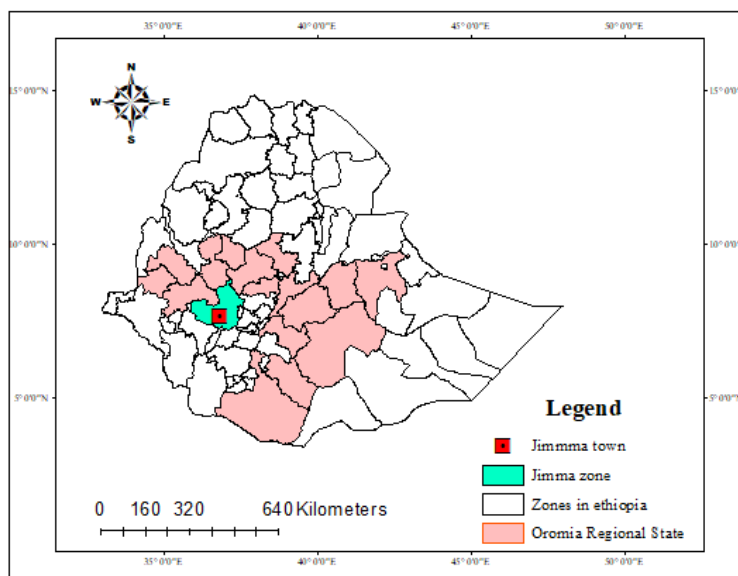 35°0'0"E 40°0'0"E 45°0'0"E 50°0'0"E
N
W E
S
15°0'0"N 15°0'0"N
10°0'0"N 10°0'0"N
5°0'0"N 5°0'0"N
Legend
Jimmma town
Jimma zone
Zones in ethiopia
Oromia Regional State
0 160 320 640 Kilometers
35°0'0"E 40°0'0"E 45°0'0"E 50°0'0"E